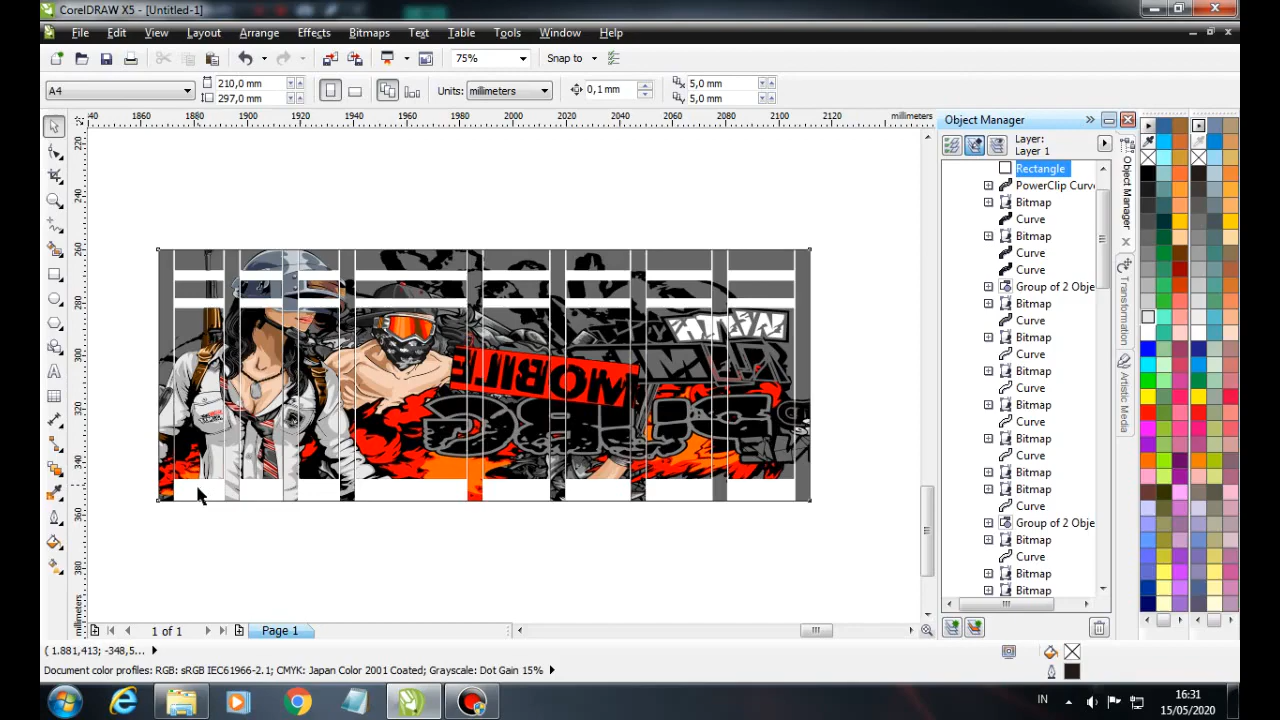 CorelDRAW X5 - [Untitled-1]
File Edit View Layout Arrange Effects Bitmaps Text Table Tools Window Help
75% Snap to
A4 210,0 mm 297,0 mm Units: millimeters 0,1 mm 5,0 mm 5,0 mm
1860 1880 1900 1920 1940 1960 1980 2000 2020 2040 2060 2080 2100 2120 millimeters
220
240
260
280
300
320
340
360
380
millimeters
MOBILE
Object Manager
Layer:
Layer 1
Rectangle
PowerClip Curv
Bitmap
Curve
Bitmap
Curve
Curve
Group of 2 Obje
Bitmap
Curve
Bitmap
Curve
Bitmap
Curve
Bitmap
Curve
Bitmap
Curve
Bitmap
Bitmap
Curve
Group of 2 Obje
Bitmap
Curve
Bitmap
Bitmap
Object Manager
Transformation
Artistic Media
1 of 1 Page 1
( 1.881,413; -348,5...
Document color profiles: RGB: sRGB IEC61966-2.1; CMYK: Japan Color 2001 Coated; Grayscale: Dot Gain 15%
IN
16:31
15/05/2020